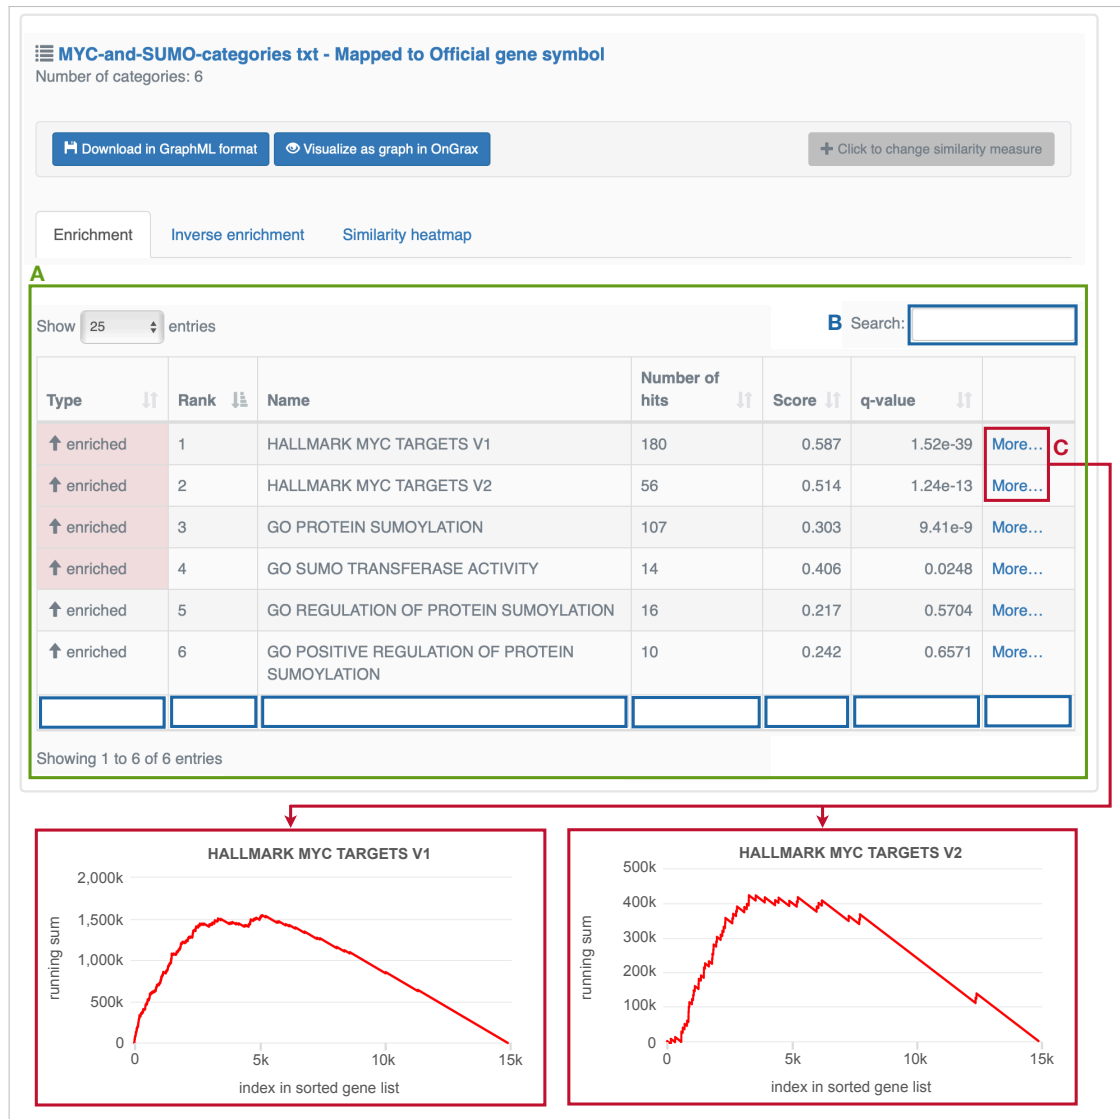 MYC-and-SUMO-categories txt - Mapped to Official gene symbol
Number of categories: 6
Download in GraphML format
Visualize as graph in OnGrax
Click to change similarity measure
Enrichment
Inverse enrichment
Similarity heatmap
A
Show 25 entries
B Search:
Type Rank Name Number of hits Score q-value
enriched 1 HALLMARK MYC TARGETS V1 180 0.587 1.52e-39 More... C
enriched 2 HALLMARK MYC TARGETS V2 56 0.514 1.24e-13 More...
enriched 3 GO PROTEIN SUMOYLATION 107 0.303 9.41e-9 More...
enriched 4 GO SUMO TRANSFERASE ACTIVITY 14 0.406 0.0248 More...
enriched 5 GO REGULATION OF PROTEIN SUMOYLATION 16 0.217 0.5704 More...
enriched 6 GO POSITIVE REGULATION OF PROTEIN 10 0.242 0.6571 More...
SUMOYLATION
Showing 1 to 6 of 6 entries
HALLMARK MYC TARGETS V1
2,000k
1,500k
1,000k
500k
0
running sum
0 5k 10k 15k
index in sorted gene list
HALLMARK MYC TARGETS V2
500k
400k
300k
200k
100k
0
running sum
0 5k 10k 15k
index in sorted gene list